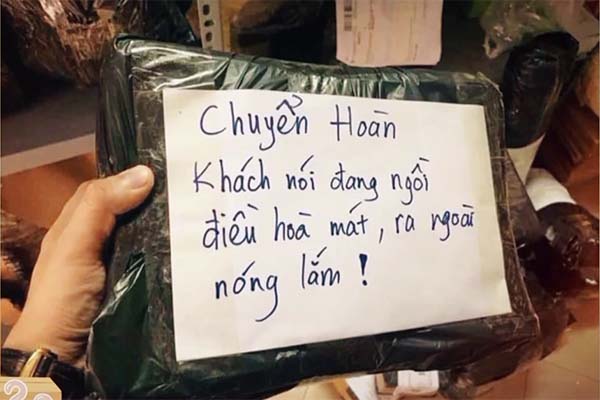 Chuyển Hoàn
Khách nói đang ngồi
điều hoà mát, ra ngoài
nóng lắm !